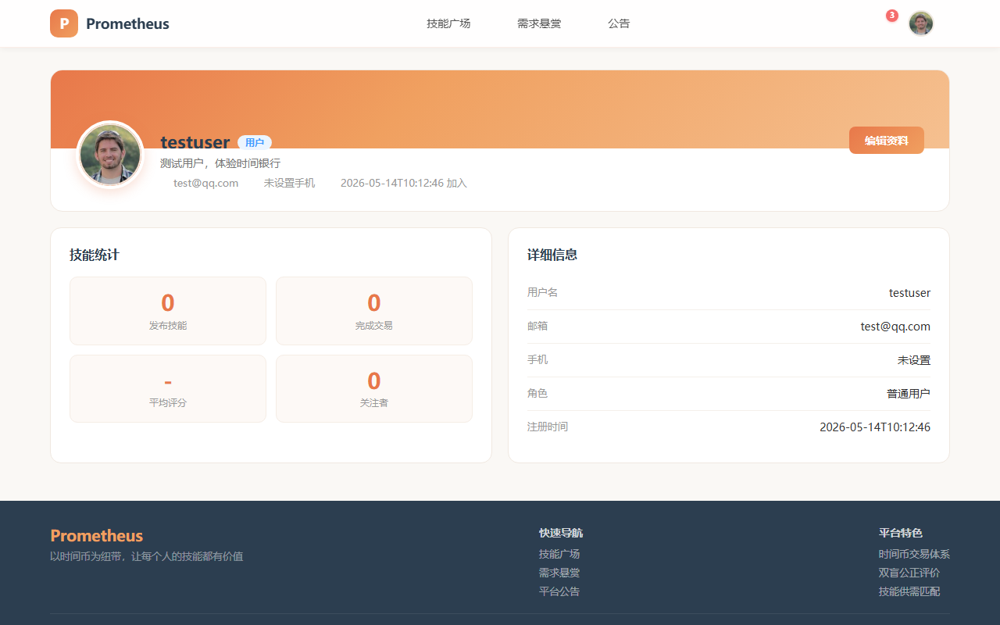 P Prometheus 技能广场 需求悬赏 公告 3
testuser 用户
编辑资料
测试用户，体验时间银行
test@qq.com 未设置手机 2026-05-14T10:12:46 加入
技能统计
0
发布技能
0
完成交易
-
平均评分
0
关注者
详细信息
用户名 testuser
邮箱 test@qq.com
手机 未设置
角色 普通用户
注册时间 2026-05-14T10:12:46
Prometheus
以时间币为纽带，让每个人的技能都有价值
快速导航
技能广场
需求悬赏
平台公告
平台特色
时间币交易体系
双盲公正评价
技能供需匹配